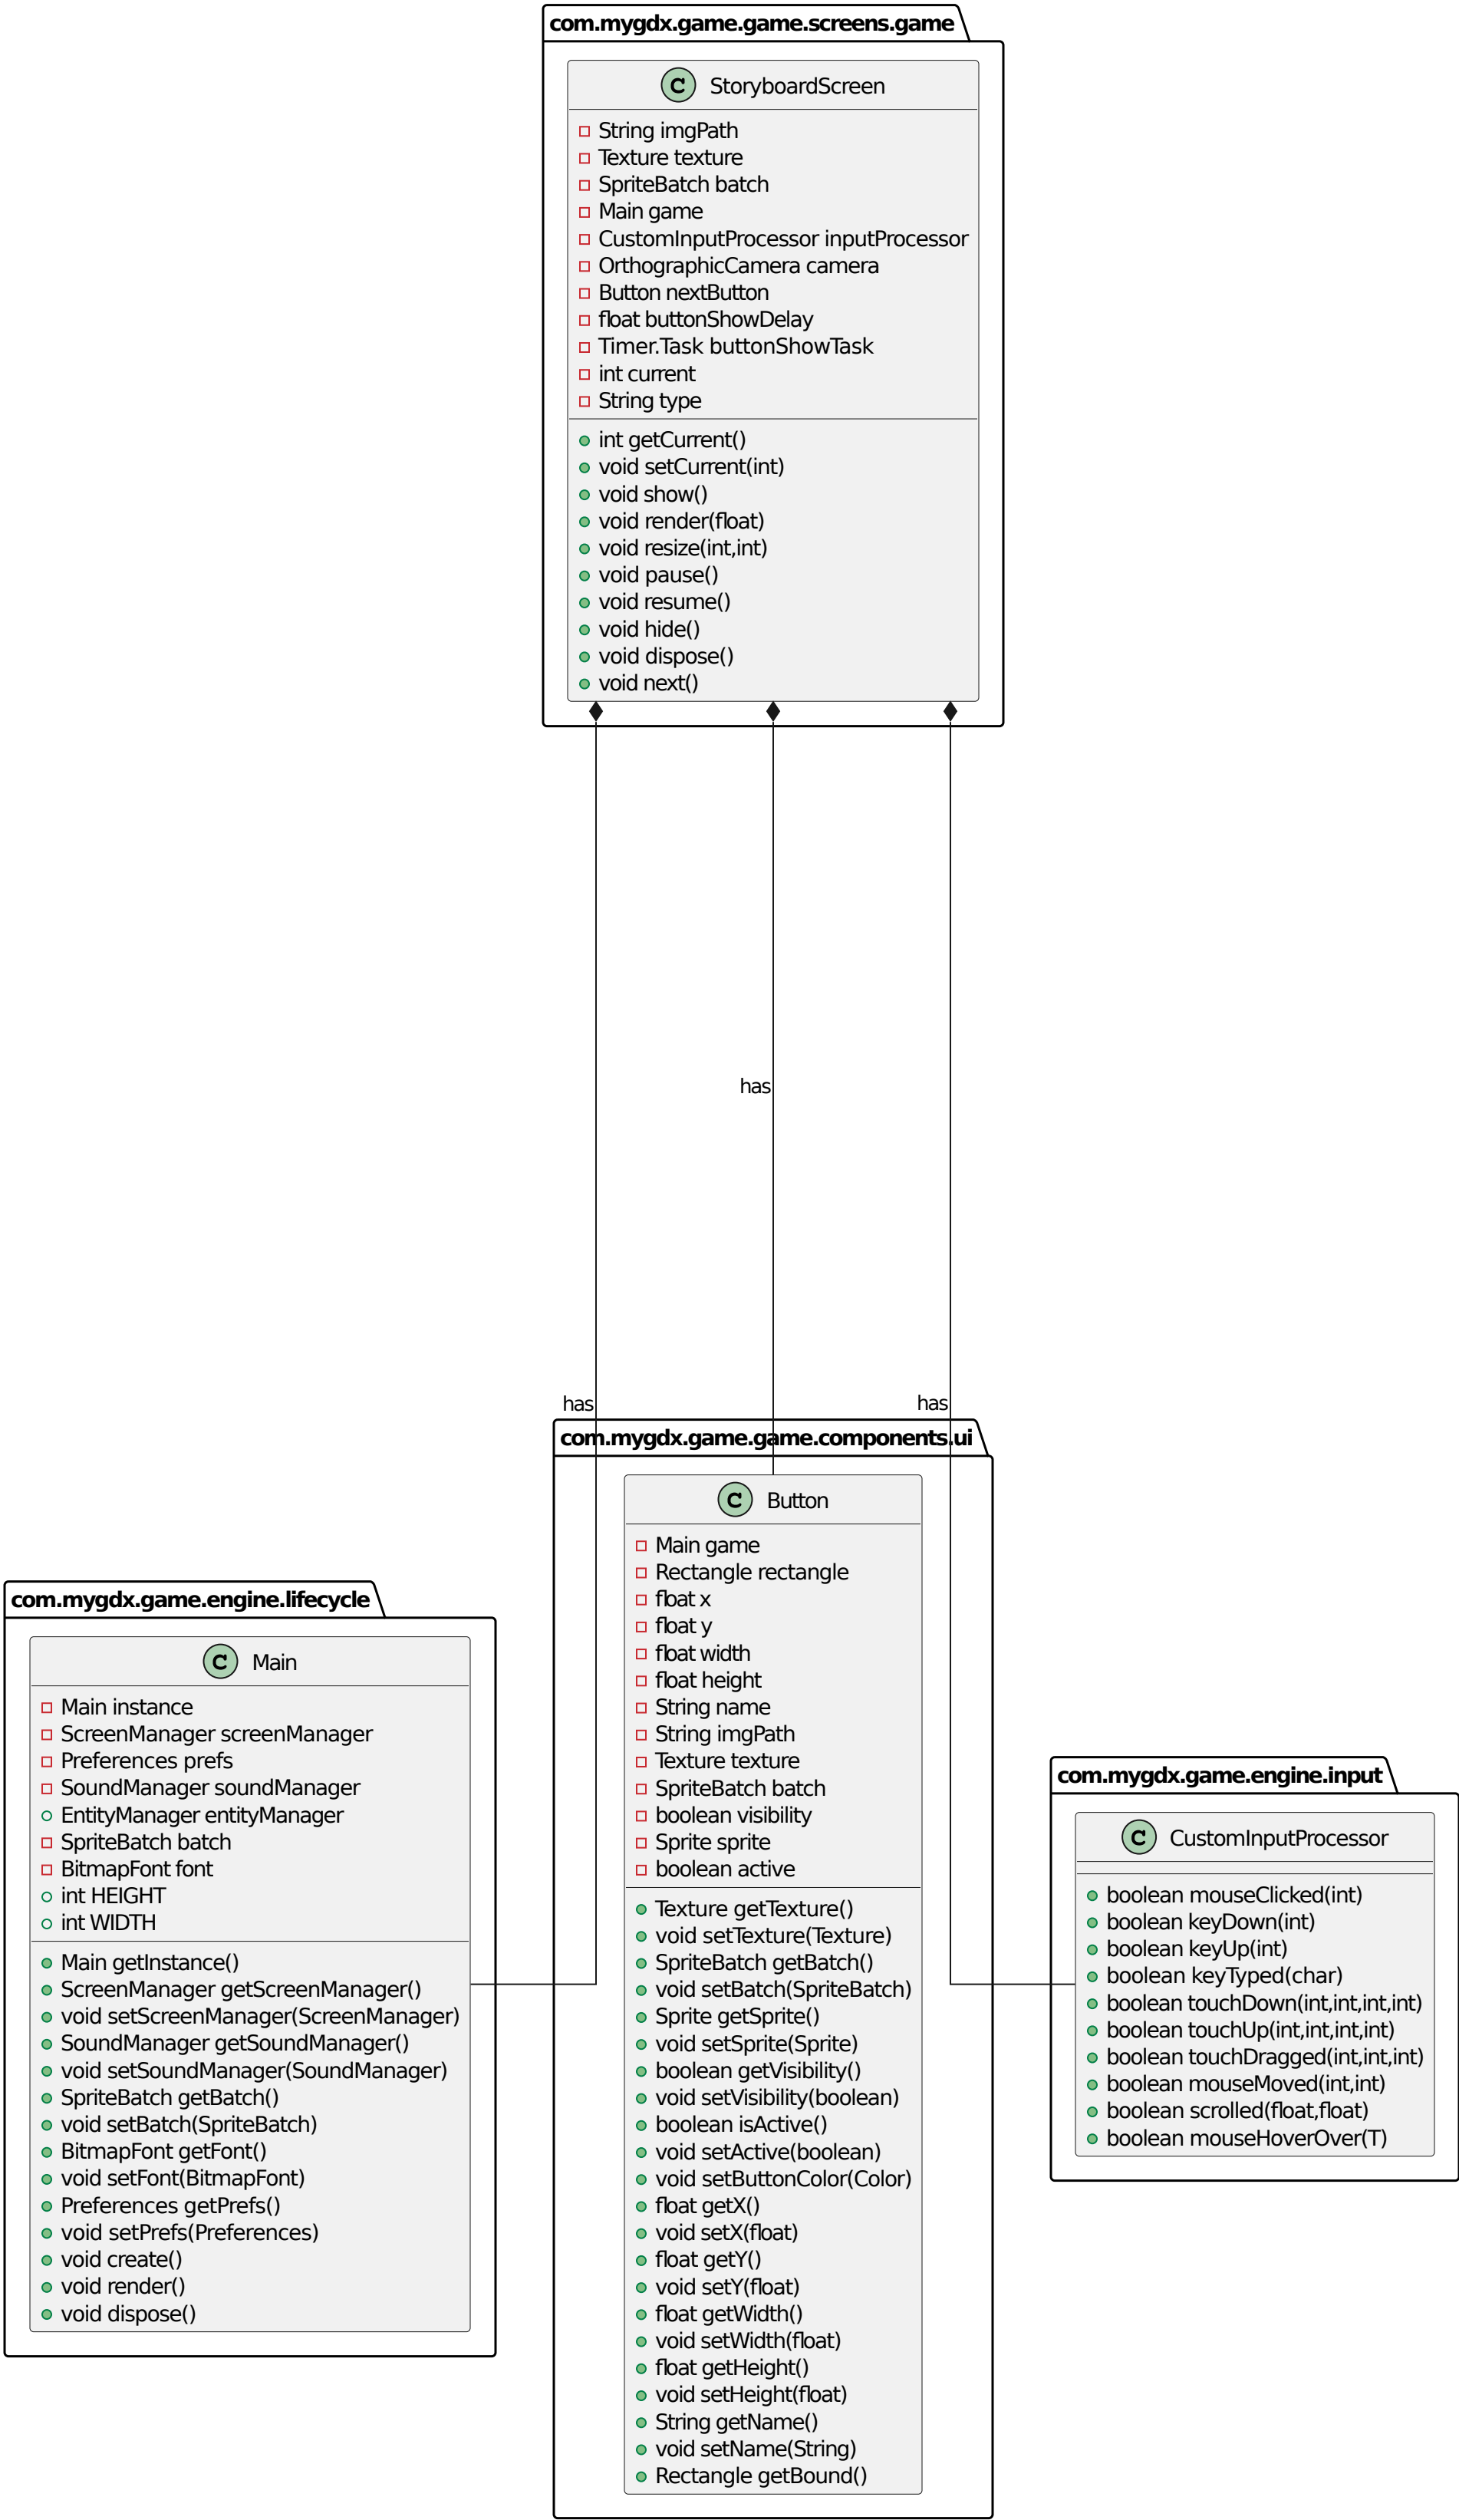 com.mygdx.game.game.screens.game
C StoryboardScreen
String imgPath
Texture texture
SpriteBatch batch
Main game
CustomInputProcessor inputProcessor
OrthographicCamera camera
Button nextButton
float buttonShowDelay
Timer.Task buttonShowTask
int current
String type
int getCurrent()
void setCurrent(int)
void show()
void render(float)
void resize(int,int)
void pause()
void resume()
void hide()
void dispose()
void next()
has
has
has
com.mygdx.game.game.components.ui
C Button
Main game
Rectangle rectangle
float x
float y
float width
float height
String name
String imgPath
Texture texture
SpriteBatch batch
boolean visibility
Sprite sprite
boolean active
Texture getTexture()
void setTexture(Texture)
SpriteBatch getBatch()
void setBatch(SpriteBatch)
Sprite getSprite()
void setSprite(Sprite)
boolean getVisibility()
void setVisibility(boolean)
boolean isActive()
void setActive(boolean)
void setButtonColor(Color)
float getX()
void setX(float)
float getY()
void setY(float)
float getWidth()
void setWidth(float)
float getHeight()
void setHeight(float)
String getName()
void setName(String)
Rectangle getBound()
com.mygdx.game.engine.lifecycle
C Main
Main instance
ScreenManager screenManager
Preferences prefs
SoundManager soundManager
EntityManager entityManager
SpriteBatch batch
BitmapFont font
int HEIGHT
int WIDTH
Main getInstance()
ScreenManager getScreenManager()
void setScreenManager(ScreenManager)
SoundManager getSoundManager()
void setSoundManager(SoundManager)
SpriteBatch getBatch()
void setBatch(SpriteBatch)
BitmapFont getFont()
void setFont(BitmapFont)
Preferences getPrefs()
void setPrefs(Preferences)
void create()
void render()
void dispose()
com.mygdx.game.engine.input
C CustomInputProcessor
boolean mouseClicked(int)
boolean keyDown(int)
boolean keyUp(int)
boolean keyTyped(char)
boolean touchDown(int,int,int,int)
boolean touchUp(int,int,int,int)
boolean touchDragged(int,int,int)
boolean mouseMoved(int,int)
boolean scrolled(float,float)
boolean mouseHoverOver(T)